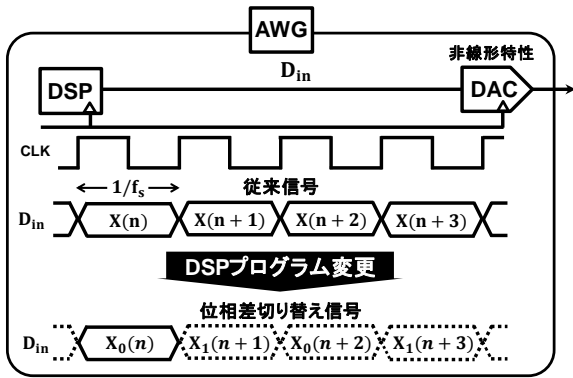 AWG
非線形特性
D_in
DSP
DAC
CLK
1/f_s
従来信号
D_in X(n) X(n + 1) X(n + 2) X(n + 3)
DSPプログラム変更
位相差切り替え信号
D_in X_0(n) X_1(n + 1) X_0(n + 2) X_1(n + 3)